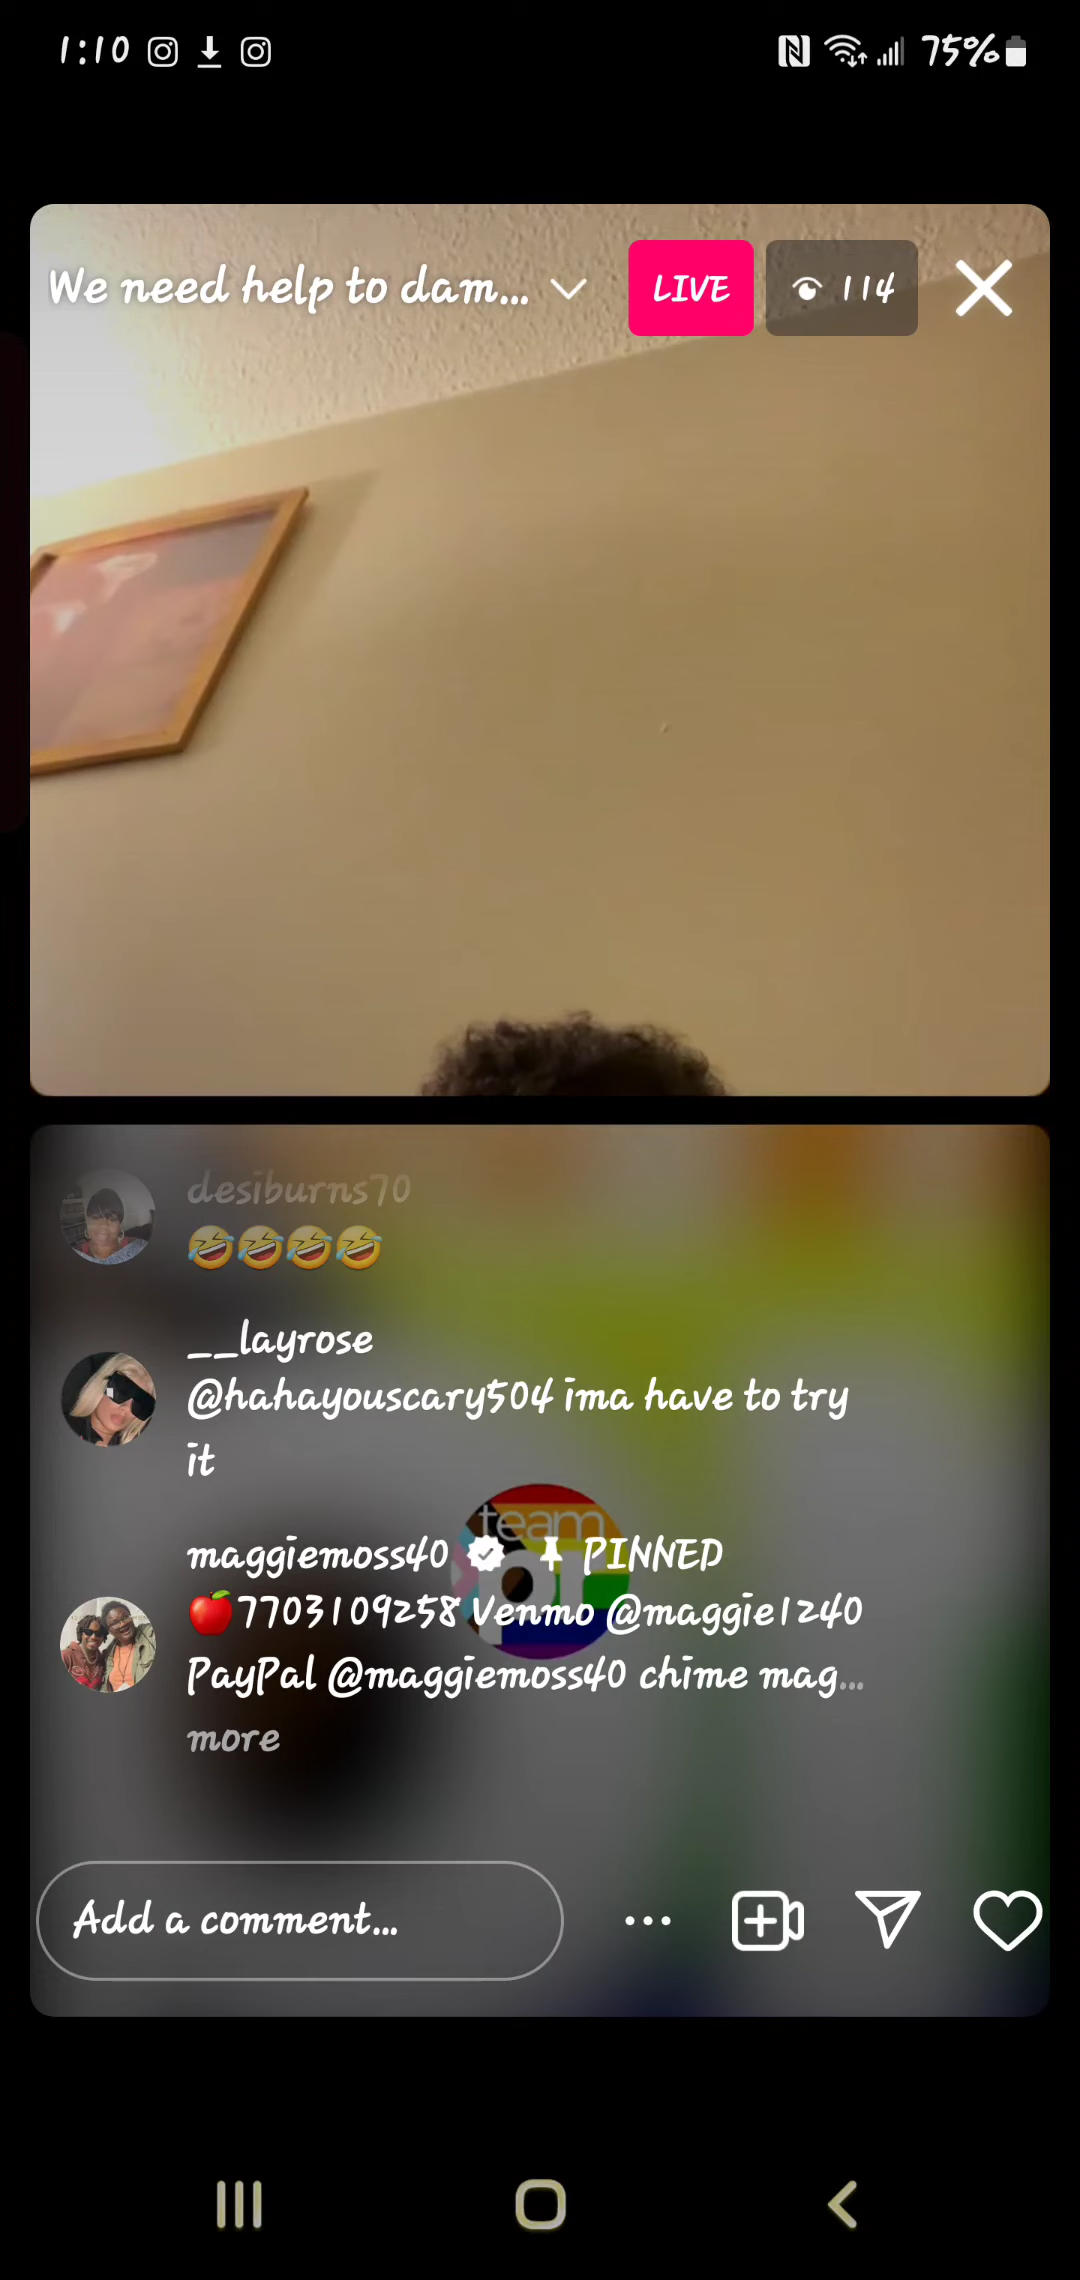 1:10 75%
We need help to dam... LIVE 114
desiburns70
🤣🤣🤣🤣
__layrose
@hahayouscary504 ima have to try
it
team
pr
maggiemoss40 PINNED
🍎7703109258 Venmo @maggie1240
PayPal @maggiemoss40 chime mag...
more
Add a comment...